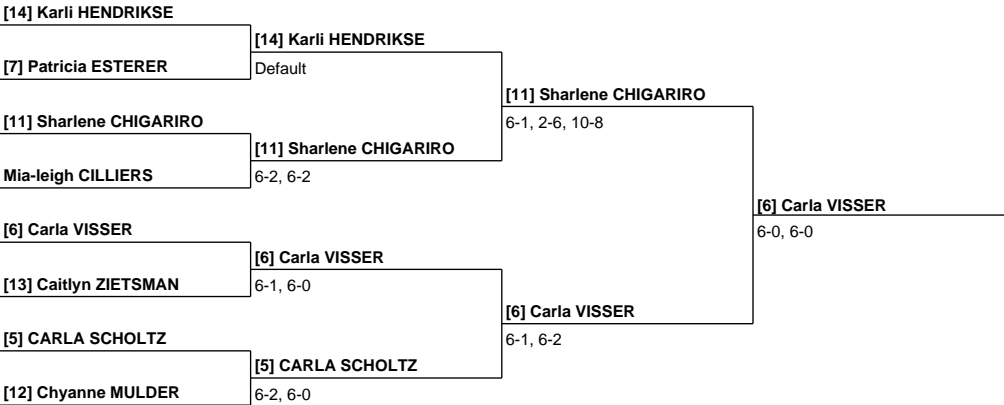 [14] Karli HENDRIKSE
[7] Patricia ESTERER
[11] Sharlene CHIGARIRO
Mia-leigh CILLIERS
[6] Carla VISSER
[13] Caitlyn ZIETSMAN
[5] CARLA SCHOLTZ
[12] Chyanne MULDER
[14] Karli HENDRIKSE
Default
[11] Sharlene CHIGARIRO
6-2, 6-2
[6] Carla VISSER
6-1, 6-0
[5] CARLA SCHOLTZ
6-2, 6-0
[11] Sharlene CHIGARIRO
6-1, 2-6, 10-8
[6] Carla VISSER
6-1, 6-2
[6] Carla VISSER
6-0, 6-0